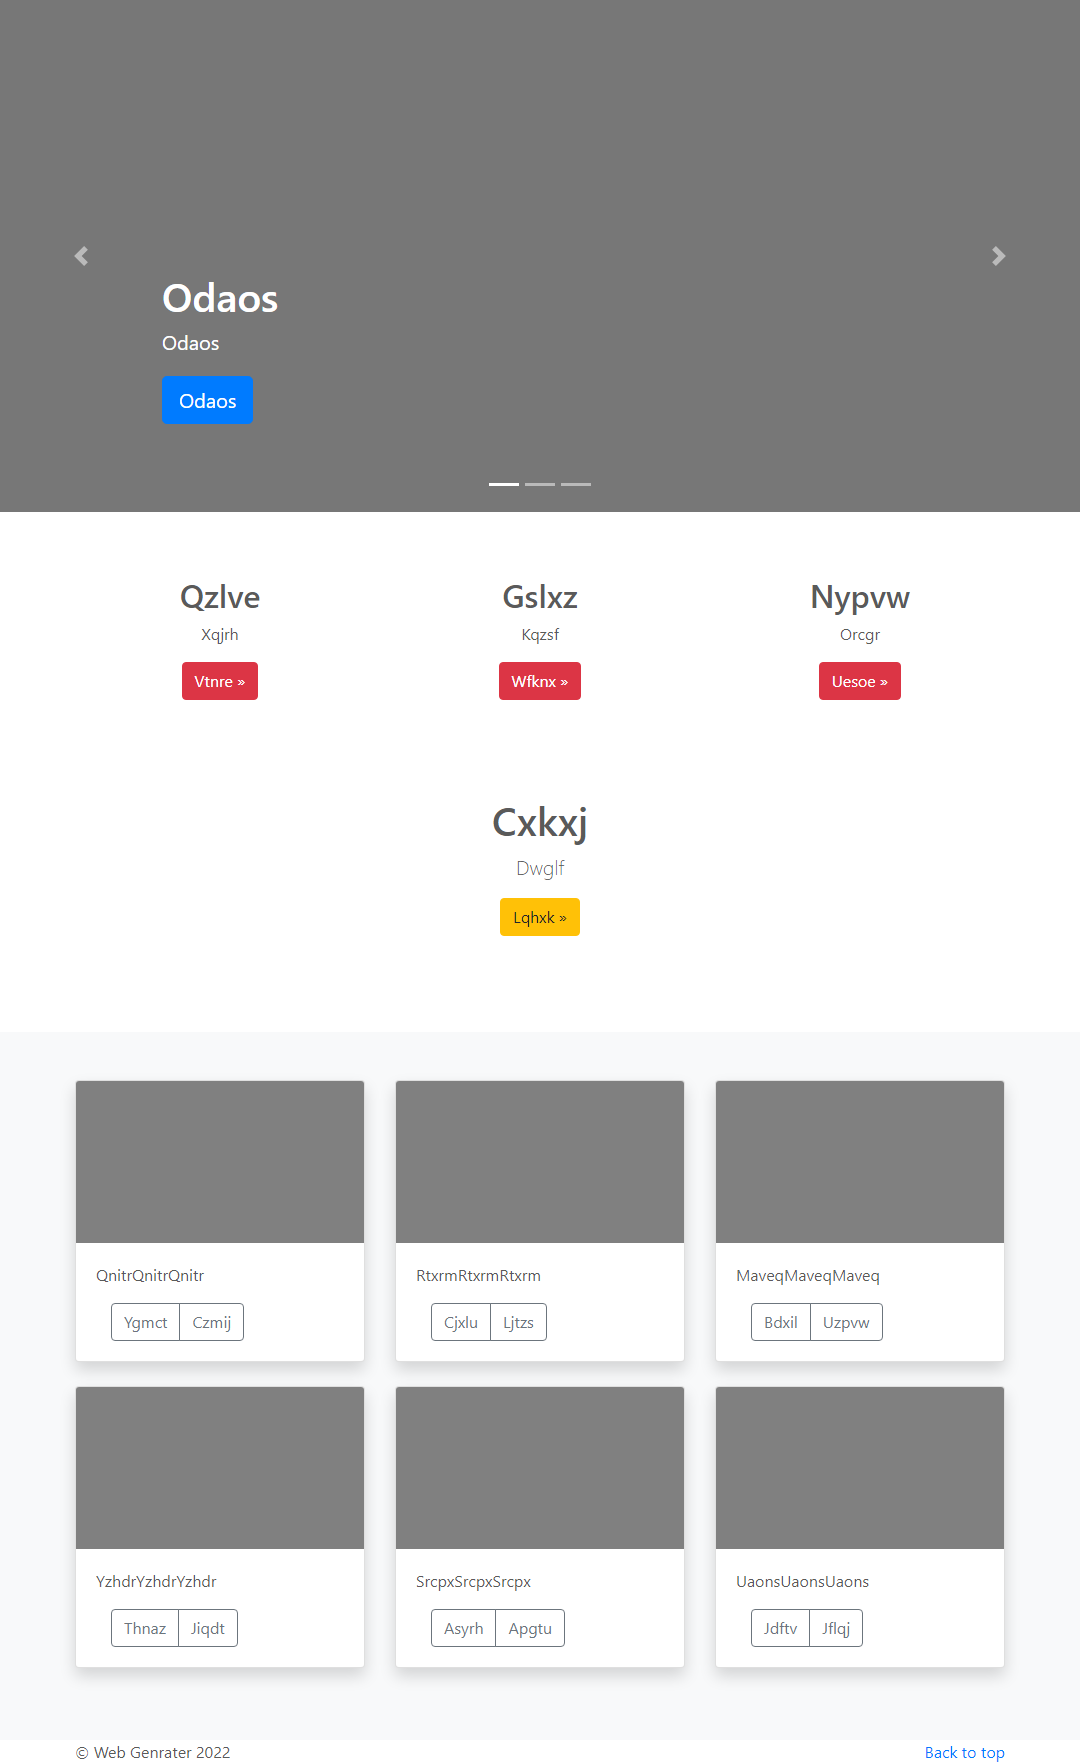 Odaos
Odaos
Odaos
Qzlve
Xqjrh
Vtnre »
Gslxz
Kqzsf
Wfknx »
Nypvw
Orcgr
Uesoe »
Cxkxj
Dwglf
Lqhxk »
QnitrQnitrQnitr
Ygmct Czmij
RtxrmRtxrmRtxrm
Cjxlu Ljtzs
MaveqMaveqMaveq
Bdxil Uzpvw
YzhdrYzhdrYzhdr
Thnaz Jiqdt
SrcpxSrcpxSrcpx
Asyrh Apgtu
UaonsUaonsUaons
Jdftv Jflqj
© Web Genrater 2022
Back to top